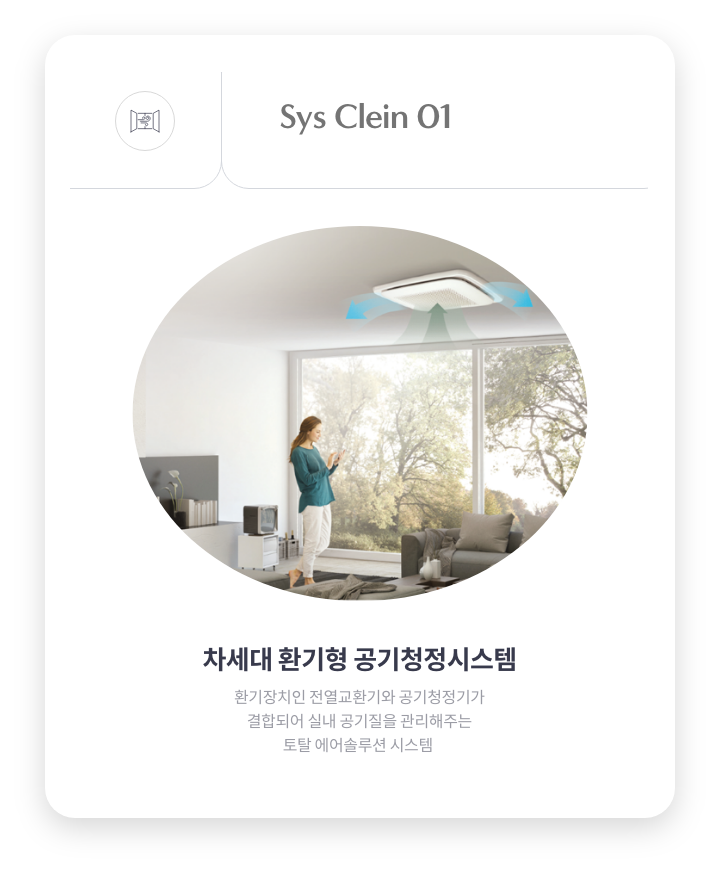 Sys Clein 01
차세대 환기형 공기청정시스템
환기장치인 전열교환기와 공기청정기가
결합되어 실내 공기질을 관리해주는
토탈 에어솔루션 시스템